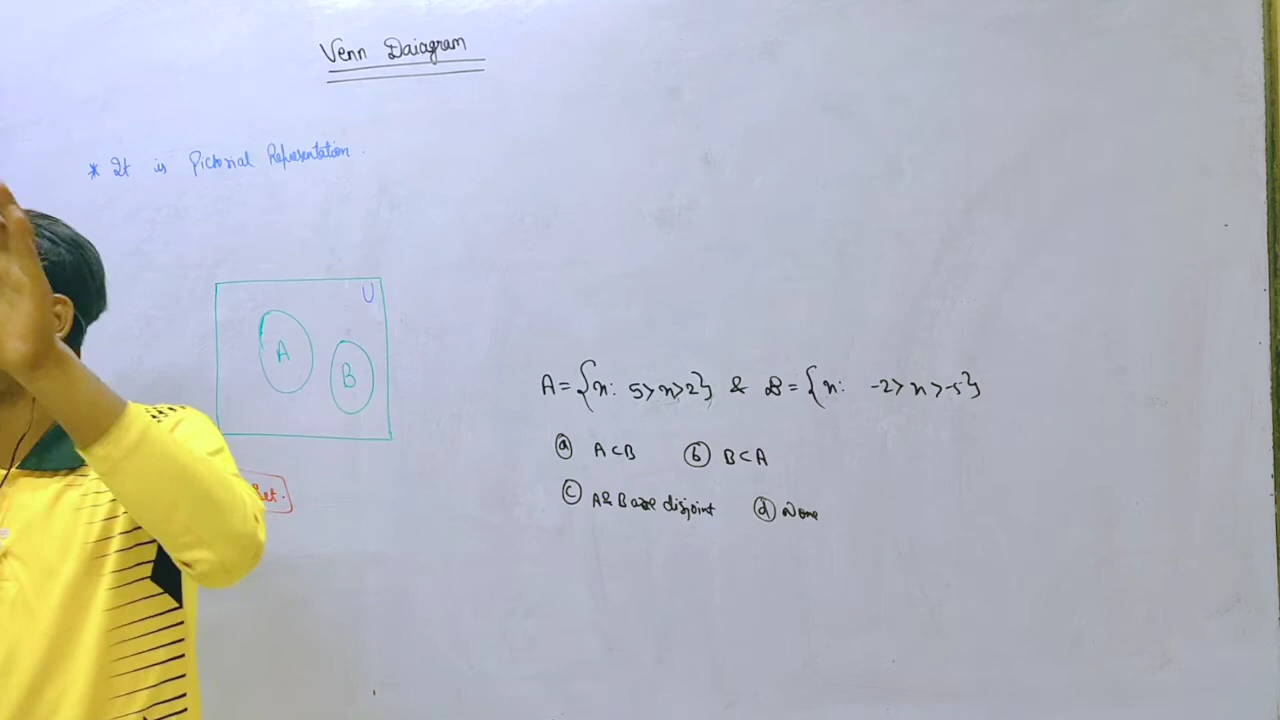 Venn Daiagram
* It is Pictorial Representation.
U
A
B
A = {x: 5>x>2} & B = {x: -2>x>-5}
(a) A⊂B (b) B⊂A
(c) A & B are disjoint (d) None